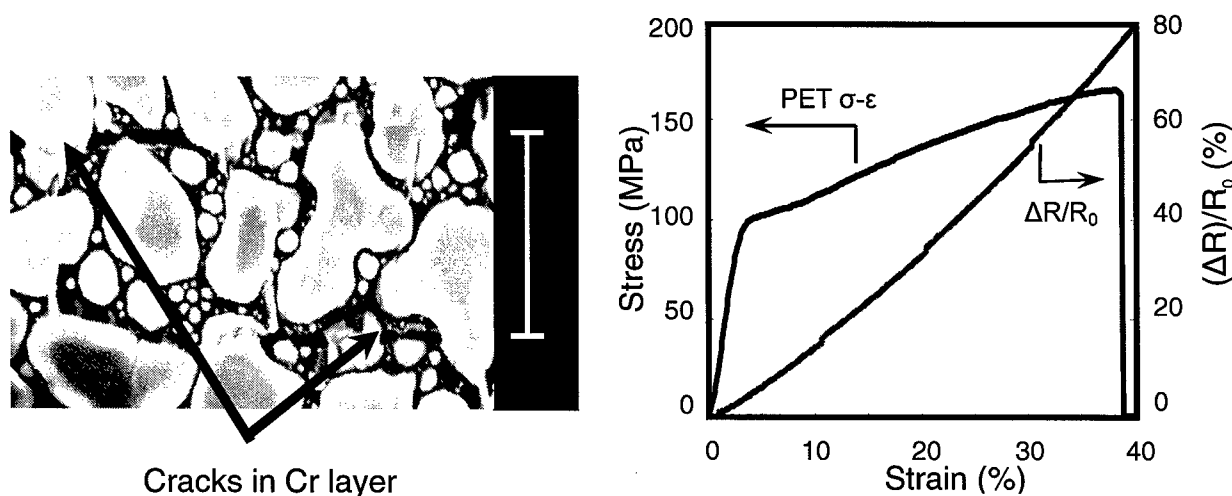 Cracks in Cr layer
200
150
100
50
0
Stress (MPa)
PET σ-ε
ΔR/R₀
80
60
40
20
0
(ΔR)/R₀ (%)
0 10 20 30 40
Strain (%)